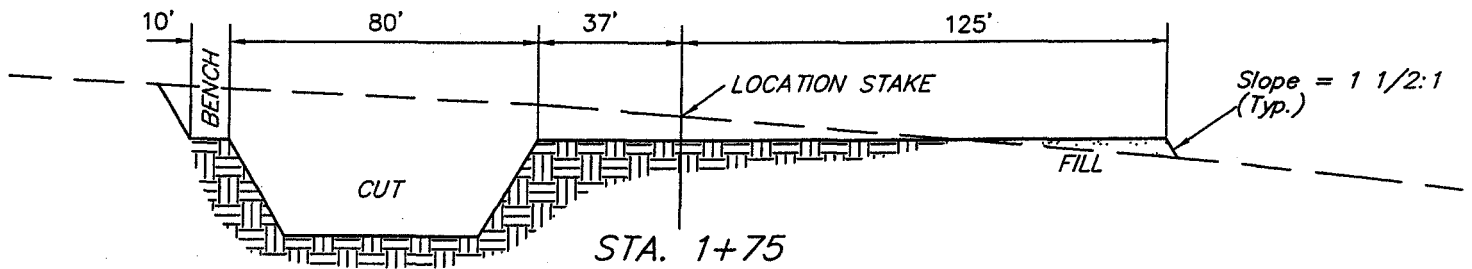 10' 80' 37' 125'
BENCH
LOCATION STAKE
Slope = 1 1/2:1
(Typ.)
CUT
FILL
STA. 1+75